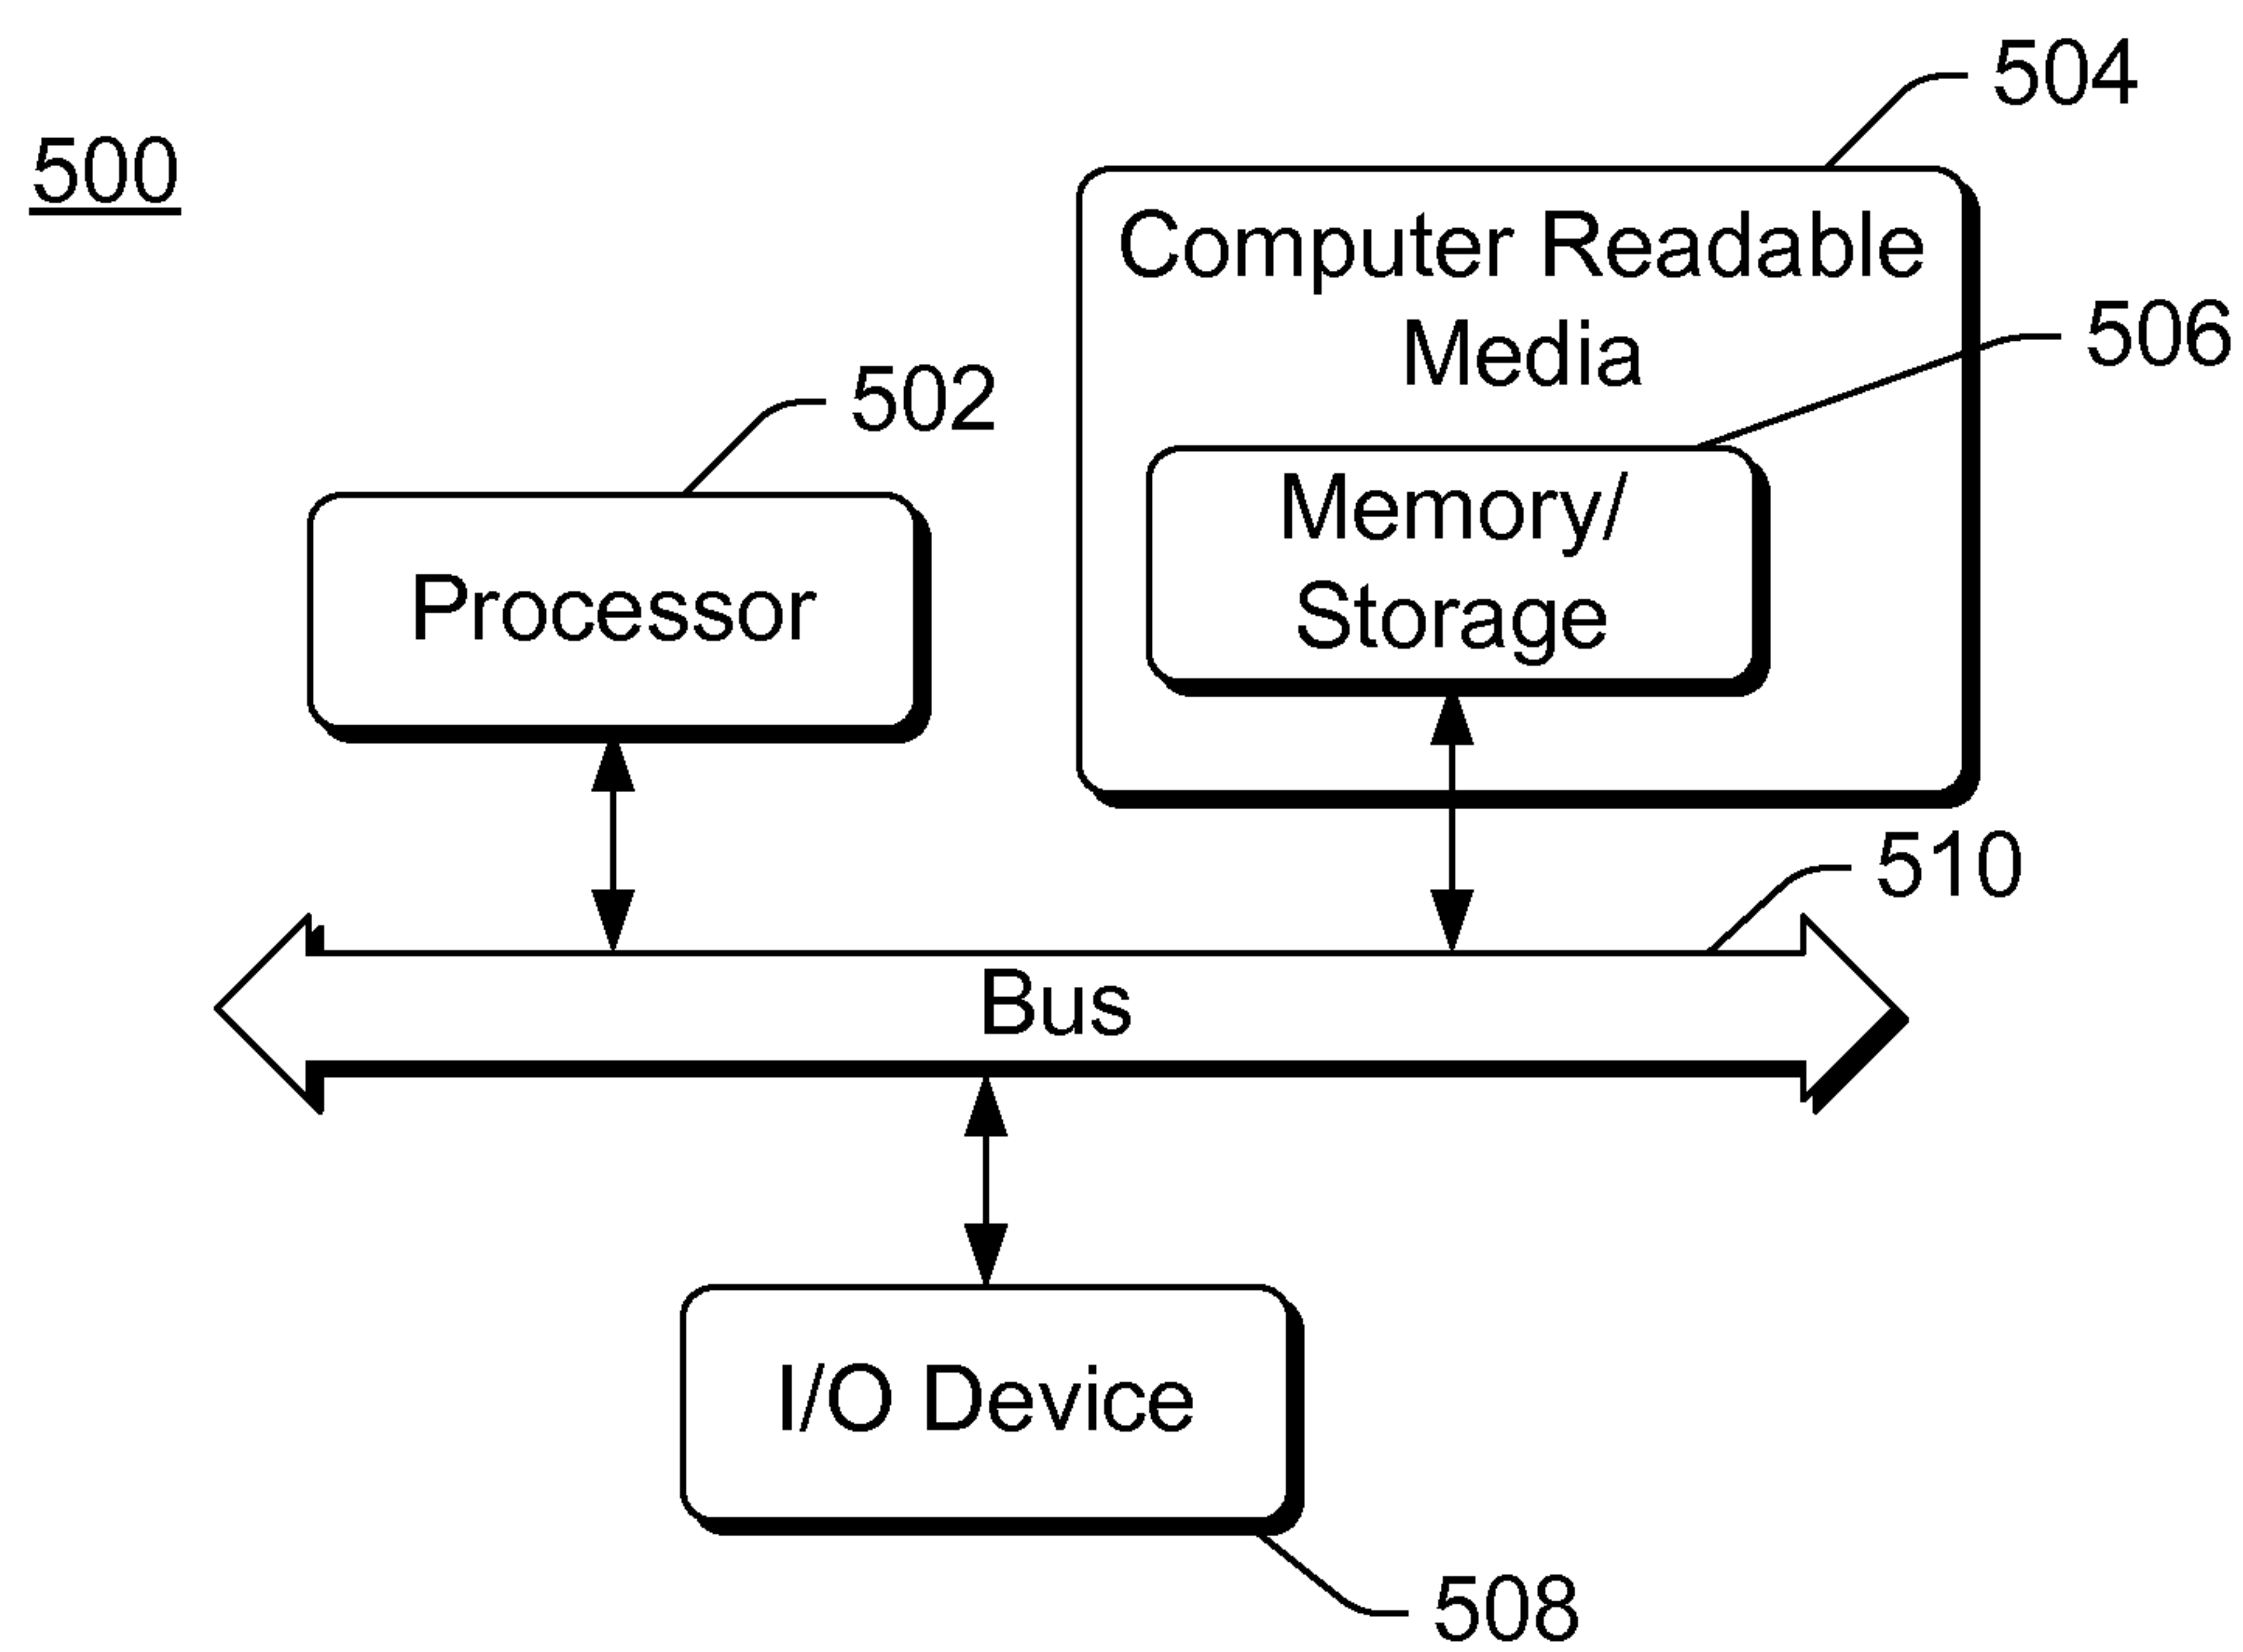 504
500
Computer Readable
Media
506
502
Memory/
Storage
Processor
510
Bus
I/O Device
508